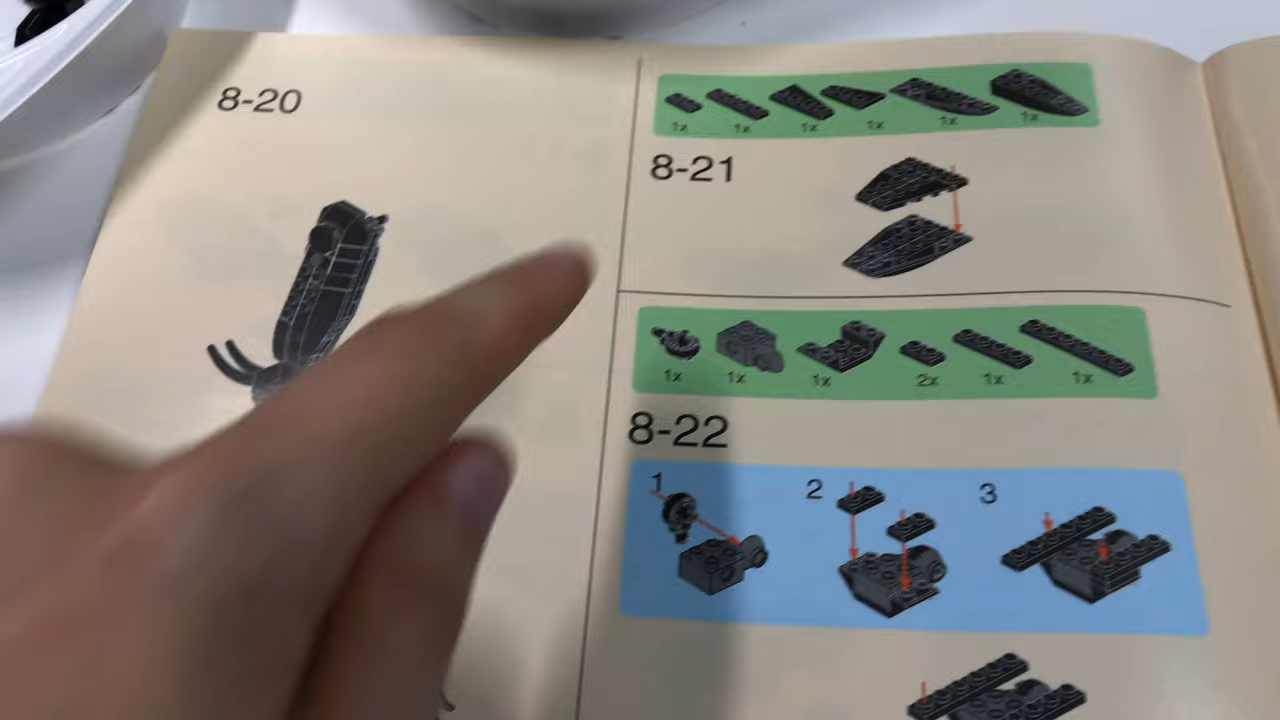 8-20
1x 1x 1x 1x 1x 1x
8-21
1x 1x 1x 2x 1x 1x
8-22
1 2 3